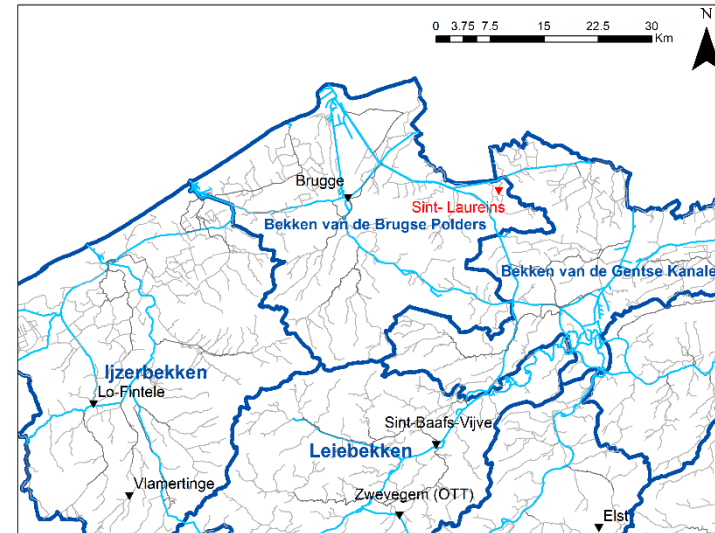 N
0 3.75 7.5 15 22.5 30
Km
Brugge
Sint- Laureins
Bekken van de Brugse Polders
Bekken van de Gentse Kanale
Ijzerbekken
Lo-Fintele
Sint-Baafs-Vijve
Leiebekken
Vlamertinge
Zwevegem (OTT)
Elst